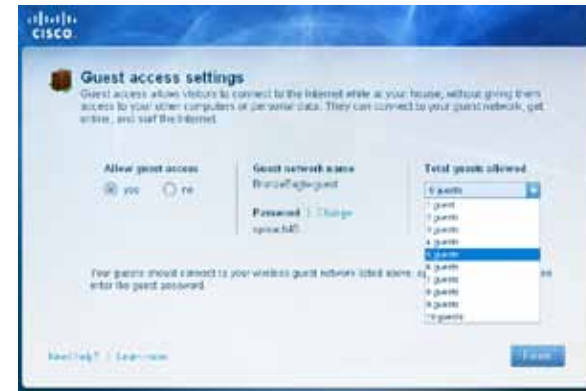 CISCO
Guest access settings
Guest access allows visitors to connect to the Internet while at your house, without giving them
access to your other computers or personal data. They can connect to your guest network, get
online, and surf the Internet.
Allow guest access
yes no
Guest network name
BronzeEagle-guest
Password | Change
Total guests allowed
5 guests
1 guest
2 guests
3 guests
4 guests
5 guests
6 guests
7 guests
8 guests
9 guests
10 guests
Your guests should connect to your wireless guest network listed above,
enter the guest password.
Need help? | Learn more
Finish